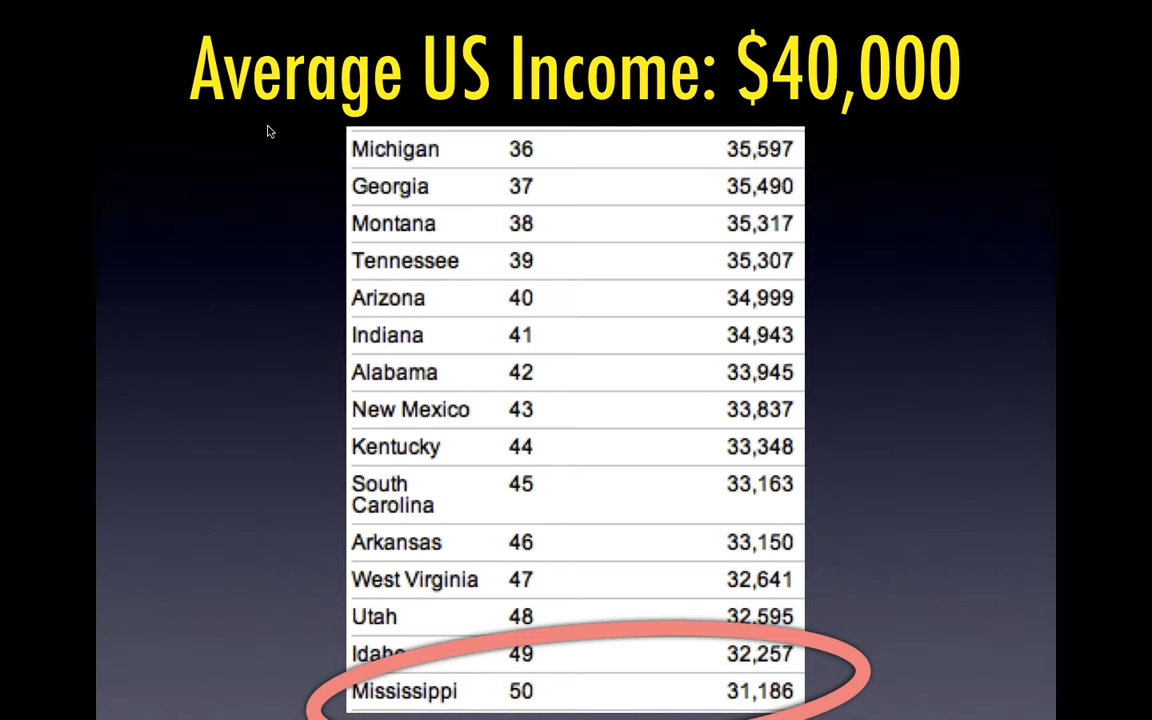 Average US Income: $40,000
Michigan 36 35,597
Georgia 37 35,490
Montana 38 35,317
Tennessee 39 35,307
Arizona 40 34,999
Indiana 41 34,943
Alabama 42 33,945
New Mexico 43 33,837
Kentucky 44 33,348
South 45 33,163
Carolina
Arkansas 46 33,150
West Virginia 47 32,641
Utah 48 32,595
Idaho 49 32,257
Mississippi 50 31,186